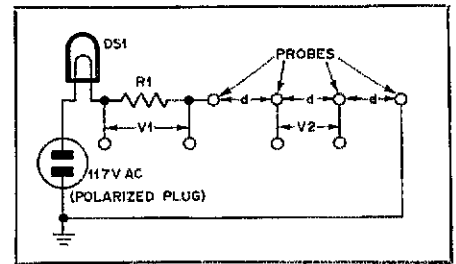 DS1
PROBES
R1
d d d
V1 V2
117V AC
(POLARIZED PLUG)